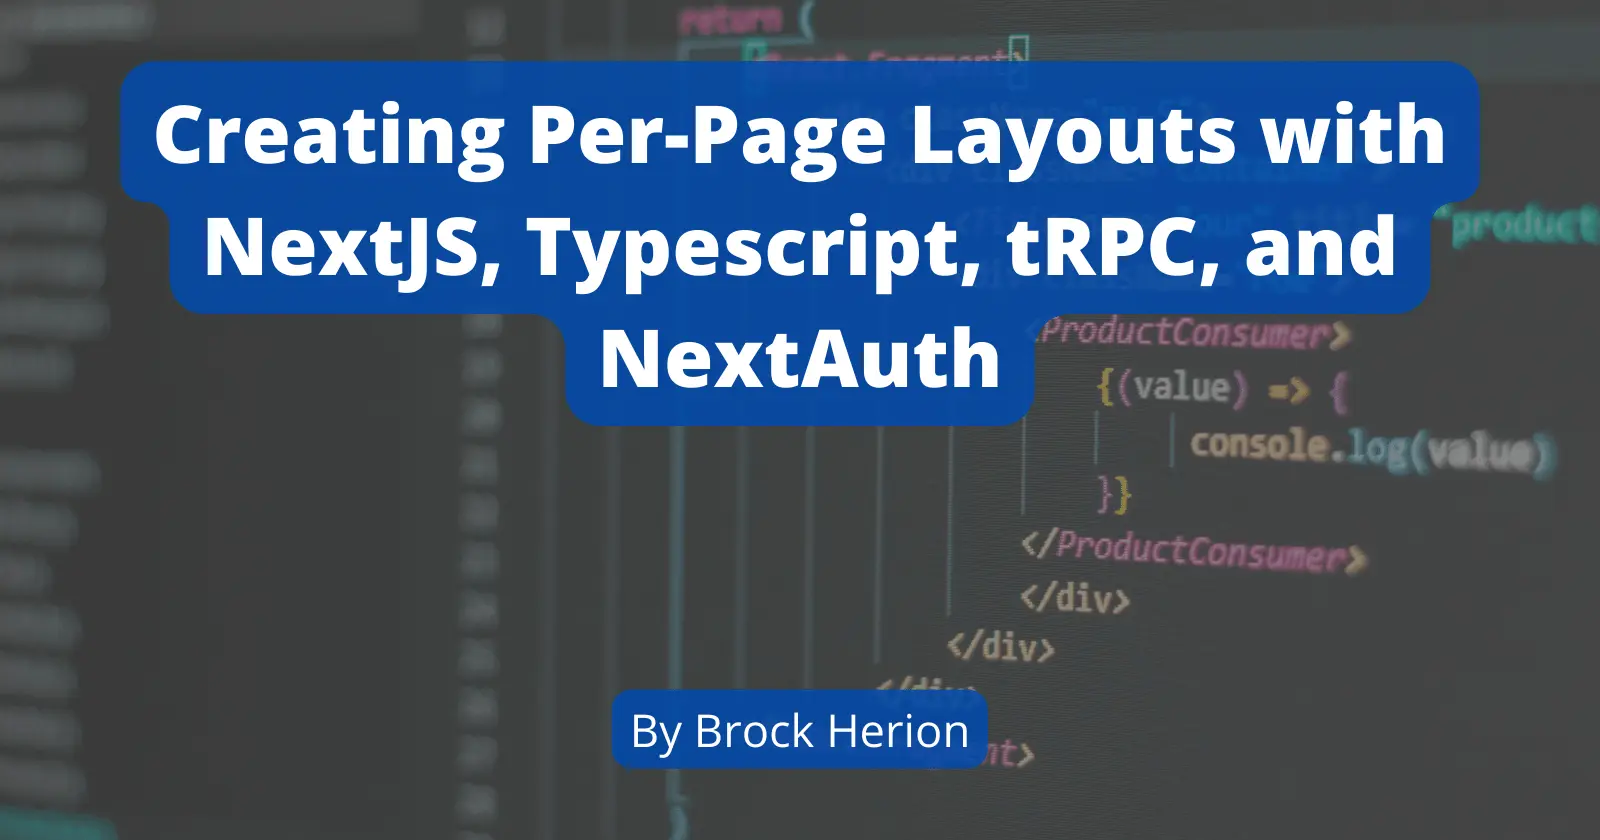 return (
Creating Per-Page Layouts with
NextJS, Typescript, tRPC, and
"product
NextAuth
<ProductConsumer>
{(value) => {
console.log(value)
}}
</ProductConsumer>
</div>
</div>
</div>
By Brock Herion